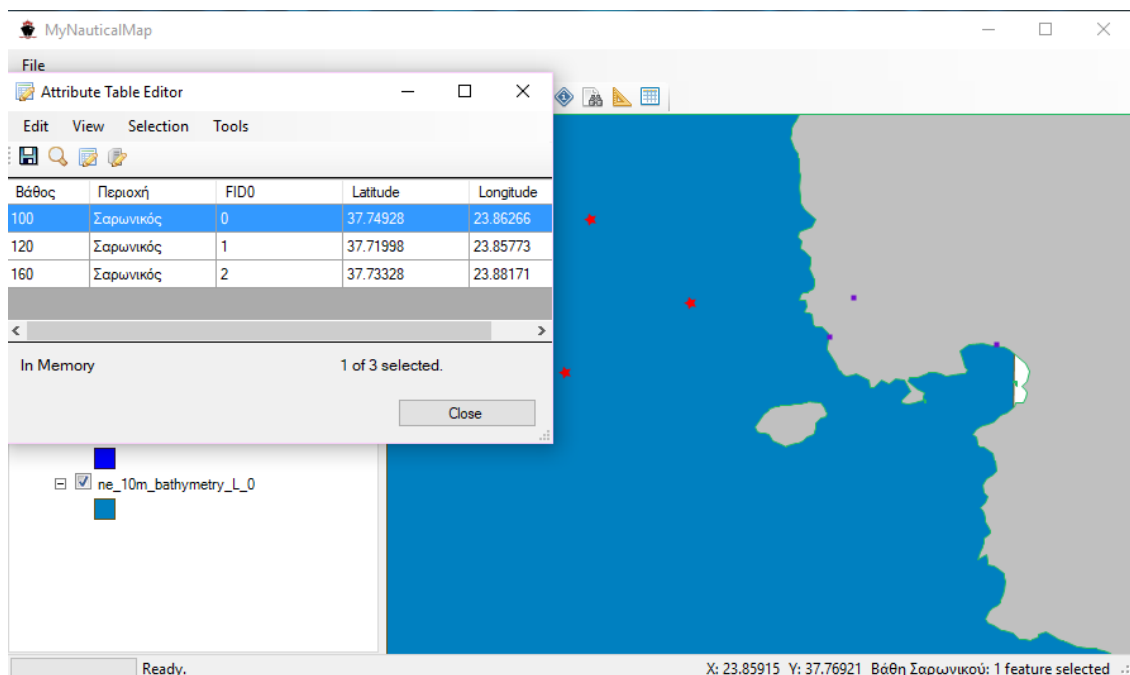 MyNauticalMap
File
Attribute Table Editor
Edit View Selection Tools
Βάθος Περιοχή FID0 Latitude Longitude
100 Σαρωνικός 0 37.74928 23.86266
120 Σαρωνικός 1 37.71998 23.85773
160 Σαρωνικός 2 37.73328 23.88171
In Memory 1 of 3 selected.
Close
ne_10m_bathymetry_L_0
Ready. X: 23.85915 Y: 37.76921 Βάθη Σαρωνικού: 1 feature selected